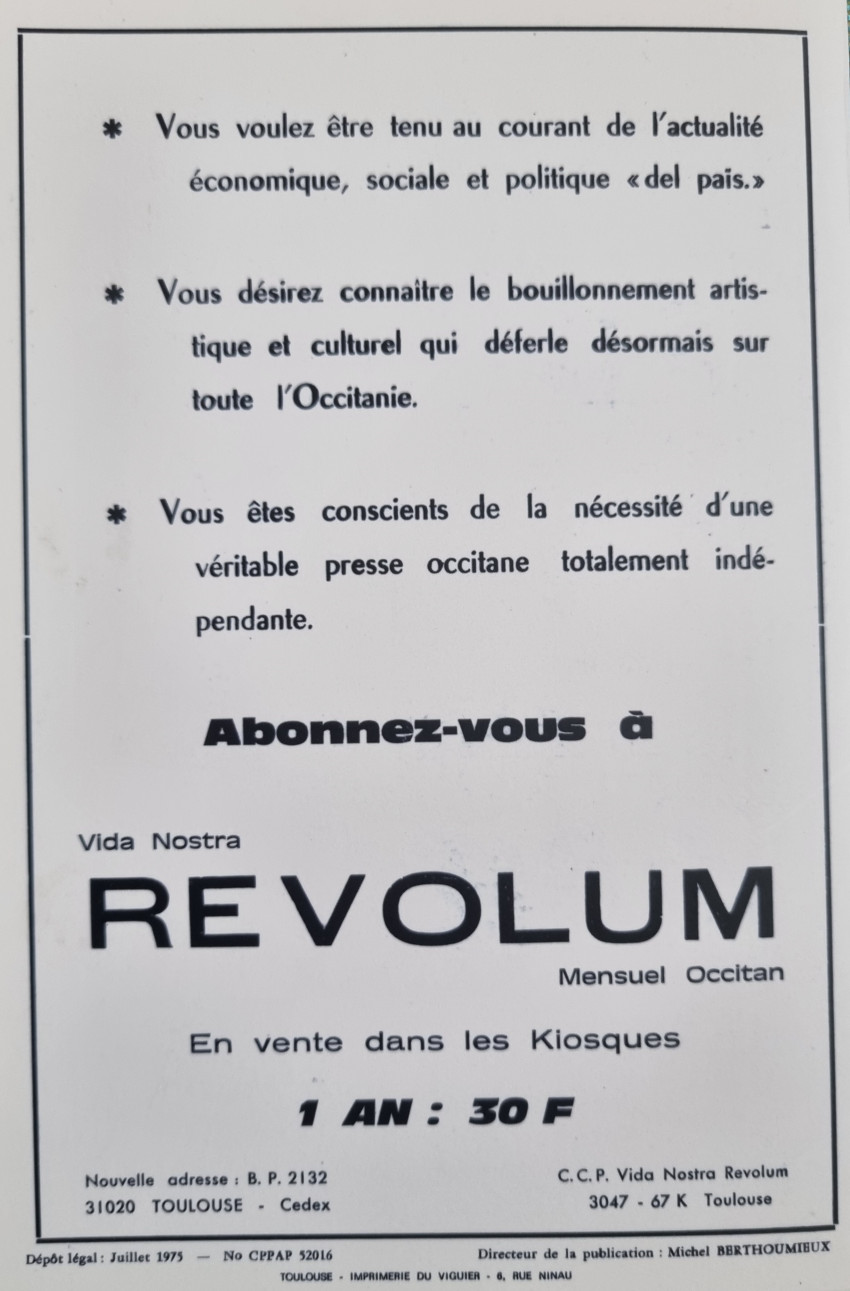 * Vous voulez être tenu au courant de l'actualité
économique, sociale et politique «del pais.»
* Vous désirez connaître le bouillonnement artis-
tique et culturel qui déferle désormais sur
toute l'Occitanie.
* Vous êtes conscients de la nécessité d'une
véritable presse occitane totalement indé-
pendante.
Abonnez-vous à
Vida Nostra
REVOLUM
Mensuel Occitan
En vente dans les Kiosques
1 AN : 30 F
Nouvelle adresse : B. P. 2132
31020 TOULOUSE - Cedex
C.C.P. Vida Nostra Revolum
3047 - 67 K Toulouse
Dépôt légal : Juillet 1975 — No CPPAP 52016
Directeur de la publication : Michel BERTHOUMIEUX
TOULOUSE - IMPRIMERIE DU VIGUIER - 6, RUE NINAU